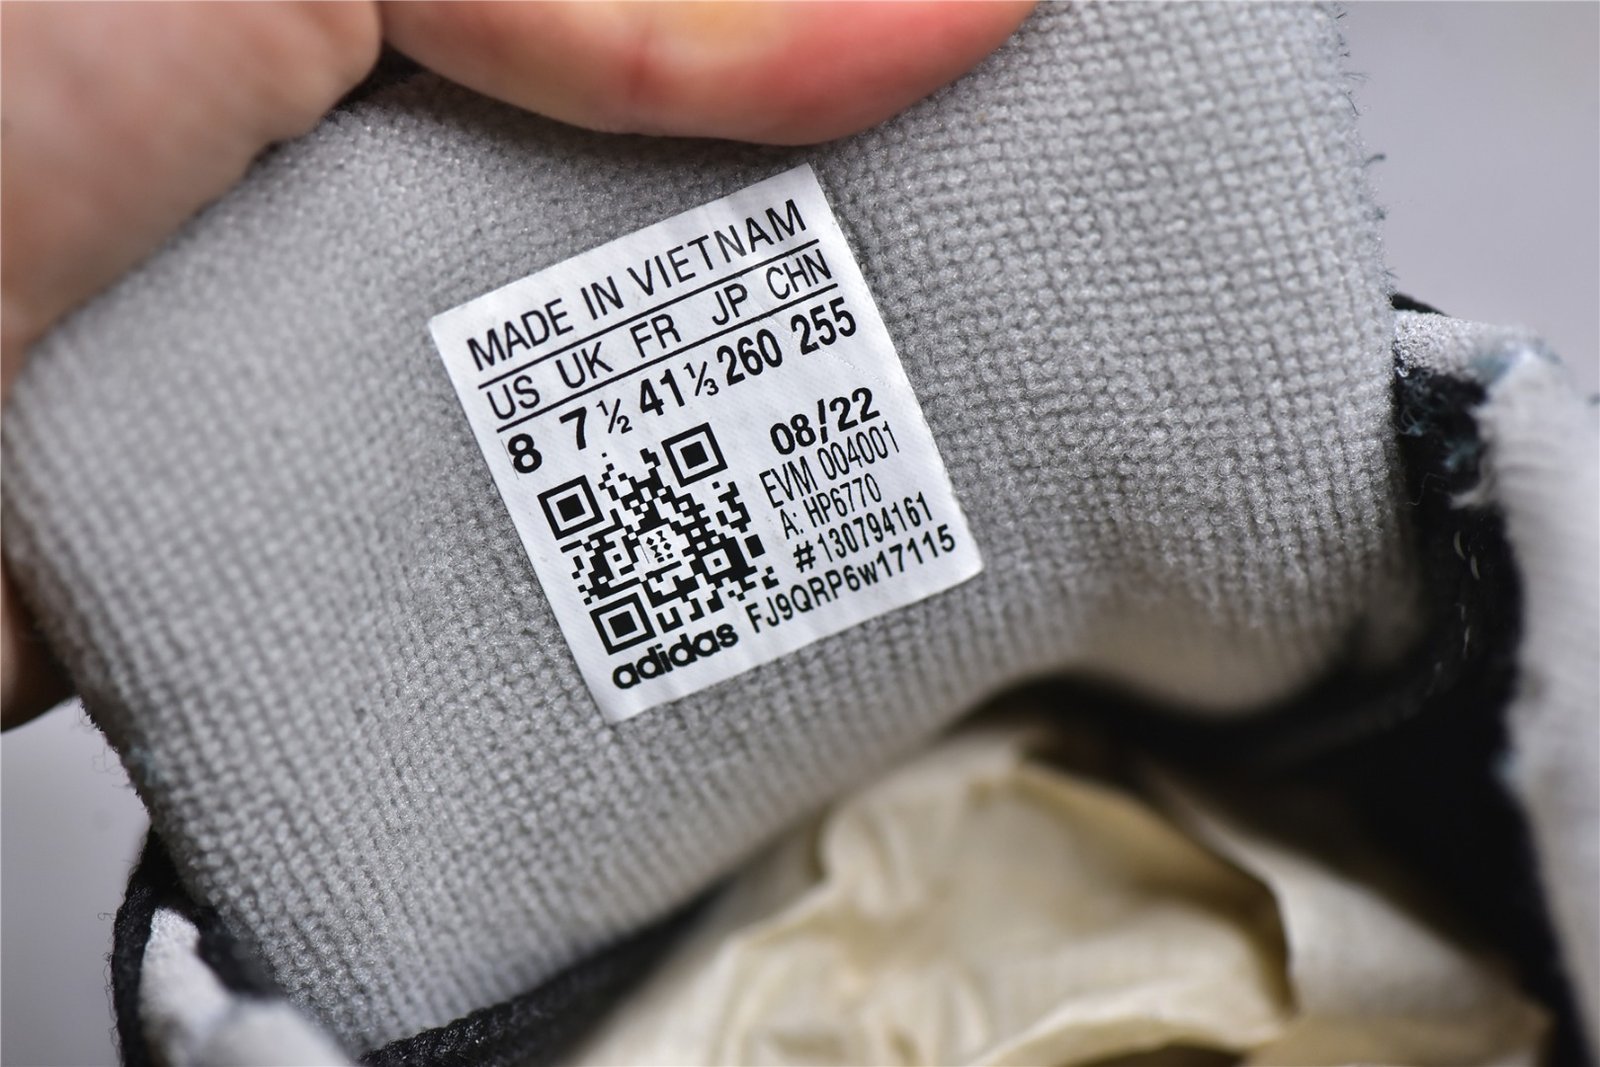 MADE IN VIETNAM
US UK FR JP CHN
8 7½ 41⅓ 260 255
08/22
EVM 004001
A: HP6770
#130794161
FJ9QRP6w17115
adidas